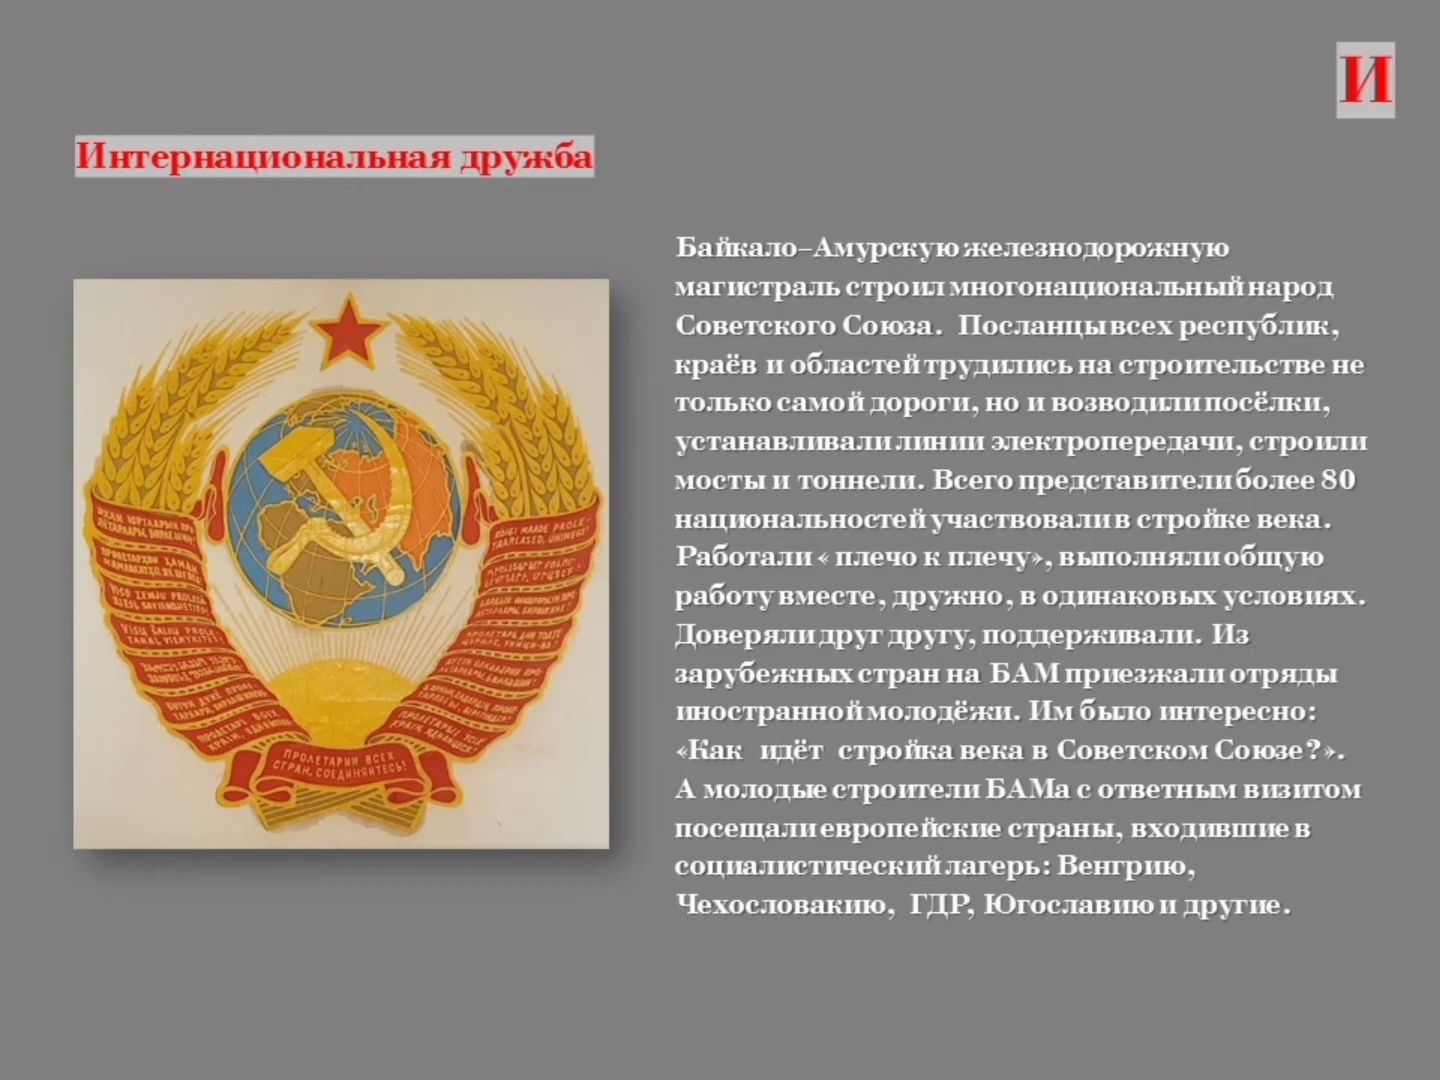 И
Интернациональная дружба
Байкало–Амурскую железнодорожную
магистраль строил многонациональный народ
Советского Союза. Посланцы всех республик,
краёв и областей трудились на строительстве не
только самой дороги, но и возводили посёлки,
устанавливали линии электропередачи, строили
мосты и тоннели. Всего представители более 80
национальностей участвовали в стройке века.
Работали « плечо к плечу», выполняли общую
работу вместе, дружно, в одинаковых условиях.
Доверяли друг другу, поддерживали. Из
зарубежных стран на БАМ приезжали отряды
иностранной молодёжи. Им было интересно:
«Как идёт стройка века в Советском Союзе?».
А молодые строители БАМа с ответным визитом
посещали европейские страны, входившие в
социалистический лагерь: Венгрию,
Чехословакию, ГДР, Югославию и другие.
ПРОЛЕТАРИИ ВСЕХ
СТРАН, СОЕДИНЯЙТЕСЬ!